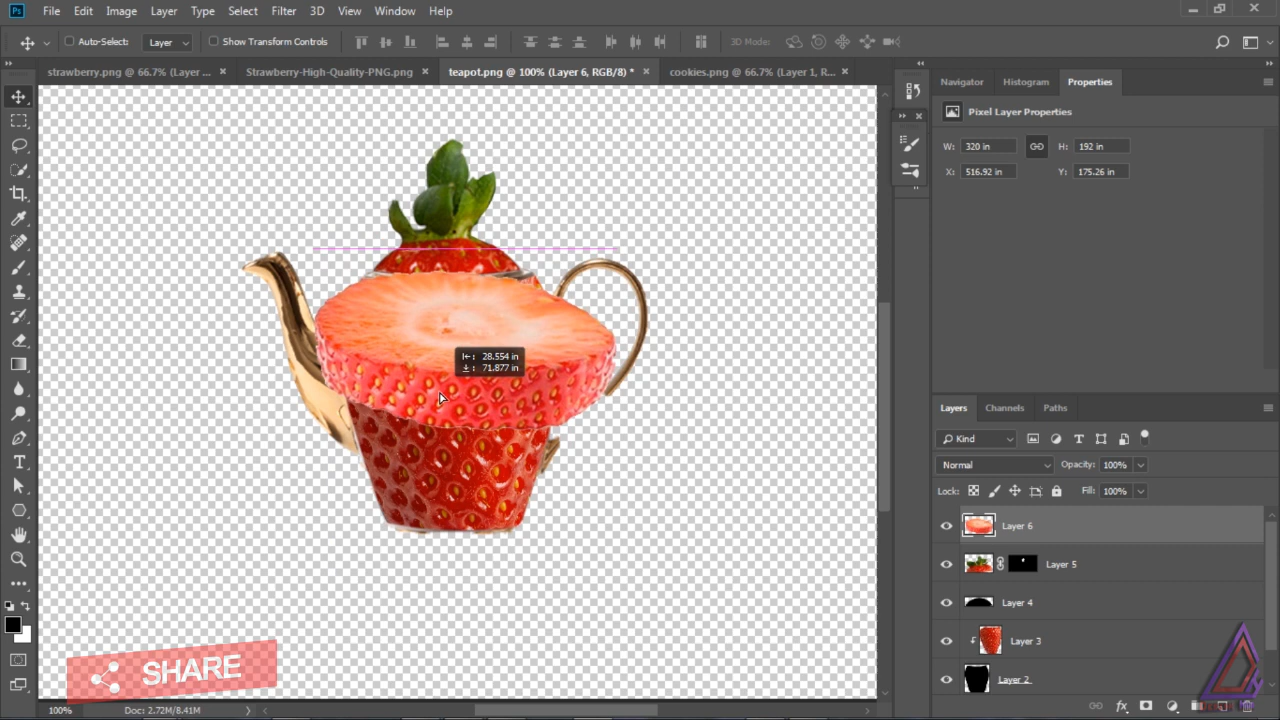 Ps File Edit Image Layer Type Select Filter 3D View Window Help
Auto-Select: Layer Show Transform Controls 3D Mode:
strawberry.png @ 66.7% (Layer ... × Strawberry-High-Quality-PNG.png × teapot.png @ 100% (Layer 6, RGB/8) * × cookies.png @ 66.7% (Layer 1, R... ×
Navigator Histogram Properties
Pixel Layer Properties
W: 320 in H: 192 in
X: 516.92 in Y: 175.26 in
28.554 in
71.877 in
Layers Channels Paths
Kind
Normal Opacity: 100%
Lock: Fill: 100%
Layer 6
Layer 5
Layer 4
Layer 3
Layer 2
SHARE
100% Doc: 2.72M/8.41M